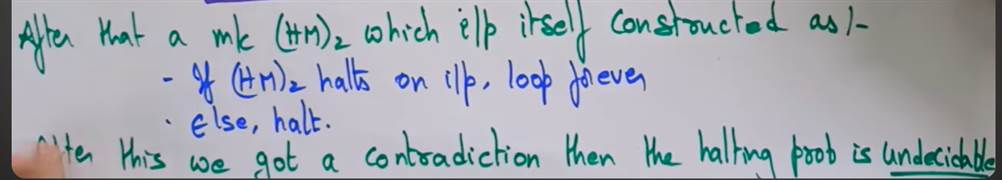 After that a m/c (HM)₂ which i/p itself constructed as :-
- If (HM)₂ halts on i/p, loop forever
· Else, halt.
After this we got a contradiction then the halting prob is undecidable